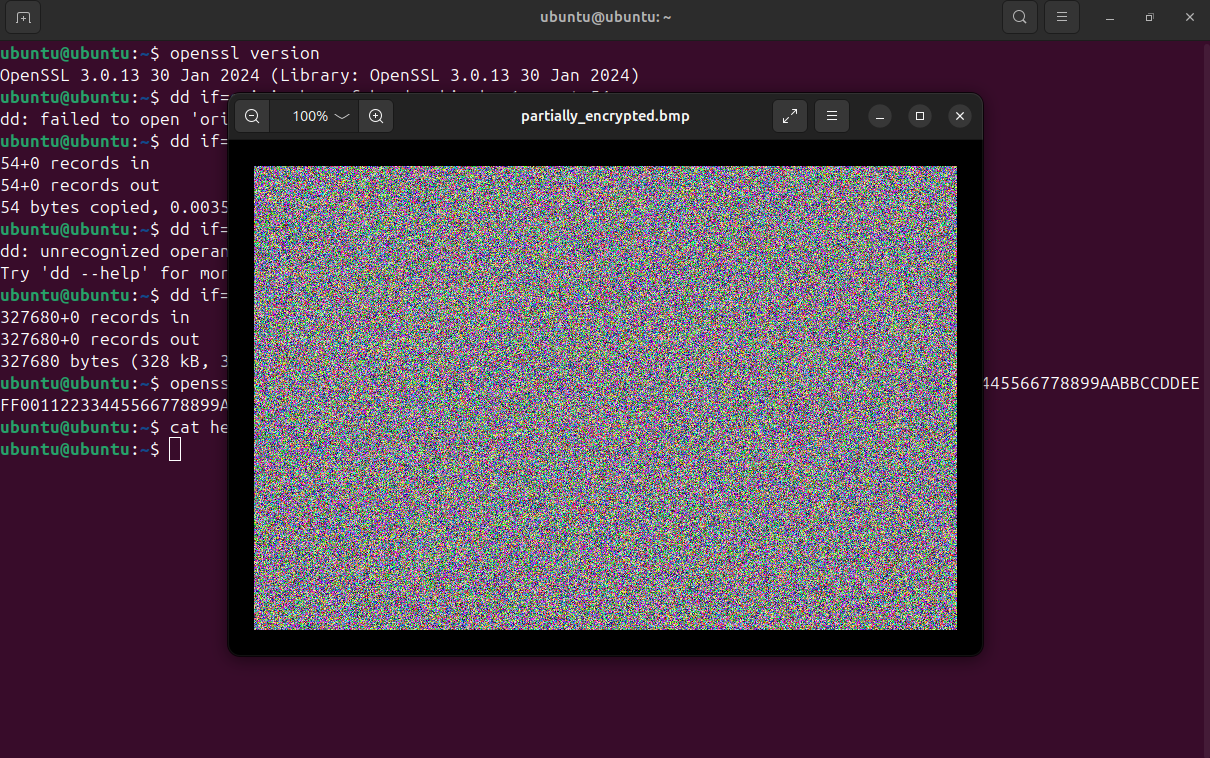 ubuntu@ubuntu: ~
ubuntu@ubuntu:~$ openssl version
OpenSSL 3.0.13 30 Jan 2024 (Library: OpenSSL 3.0.13 30 Jan 2024)
ubuntu@ubuntu:~$ dd if=
dd: failed to open 'ori
ubuntu@ubuntu:~$ dd if=
54+0 records in
54+0 records out
54 bytes copied, 0.0035
ubuntu@ubuntu:~$ dd if=
dd: unrecognized operan
Try 'dd --help' for mor
ubuntu@ubuntu:~$ dd if=
327680+0 records in
327680+0 records out
327680 bytes (328 kB, 3
ubuntu@ubuntu:~$ openss 445566778899AABBCCDDEE
FF00112233445566778899A
ubuntu@ubuntu:~$ cat he
ubuntu@ubuntu:~$
100%
partially_encrypted.bmp